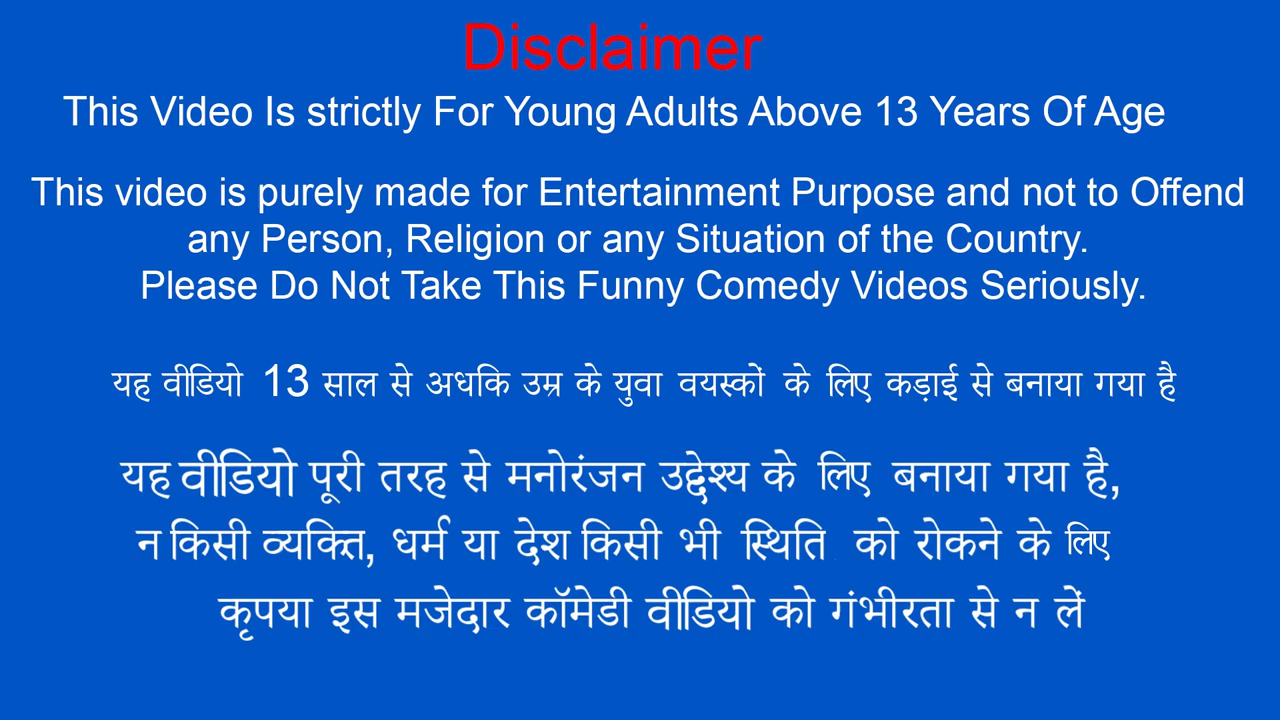 Disclaimer
This Video Is strictly For Young Adults Above 13 Years Of Age
This video is purely made for Entertainment Purpose and not to Offend
any Person, Religion or any Situation of the Country.
Please Do Not Take This Funny Comedy Videos Seriously.
यह वीडियो 13 साल से अधकि उम्र के युवा वयस्कों के लिए कड़ाई से बनाया गया है
यह वीडियो पूरी तरह से मनोरंजन उद्देश्य के लिए बनाया गया है,
न किसी व्यक्ति, धर्म या देश किसी भी स्थिति को रोकने के लिए
कृपया इस मजेदार कॉमेडी वीडियो को गंभीरता से न लें